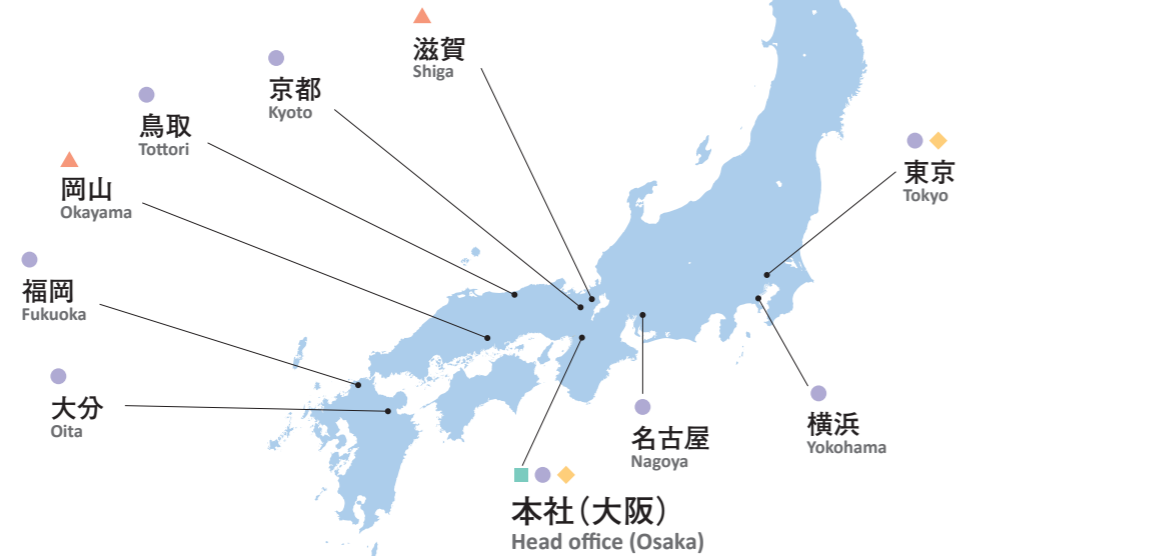 滋賀
Shiga
京都
Kyoto
鳥取
Tottori
岡山
Okayama
東京
Tokyo
福岡
Fukuoka
大分
Oita
横浜
Yokohama
名古屋
Nagoya
本社（大阪）
Head office (Osaka)